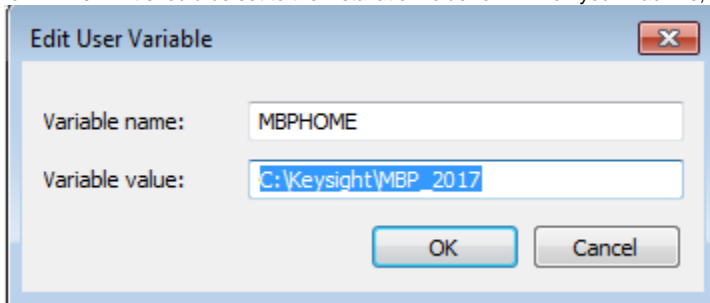 Edit User Variable
Variable name: MBPHOME
Variable value: C:\Keysight\MBP_2017
OK Cancel